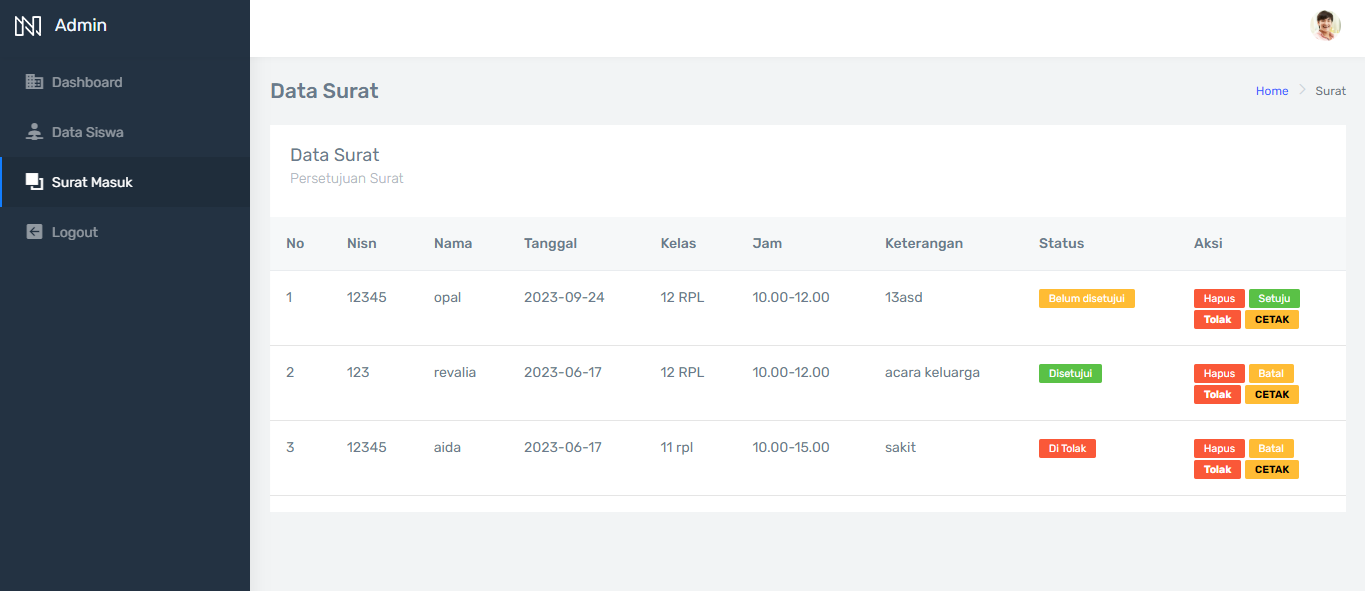 Admin
Dashboard
Data Siswa
Surat Masuk
Logout
Data Surat
Home Surat
Data Surat
Persetujuan Surat
No Nisn Nama Tanggal Kelas Jam Keterangan Status Aksi
1 12345 opal 2023-09-24 12 RPL 10.00-12.00 13asd Belum disetujui Hapus Setuju
Tolak CETAK
2 123 revalia 2023-06-17 12 RPL 10.00-12.00 acara keluarga Disetujui Hapus Batal
Tolak CETAK
3 12345 aida 2023-06-17 11 rpl 10.00-15.00 sakit Di Tolak Hapus Batal
Tolak CETAK